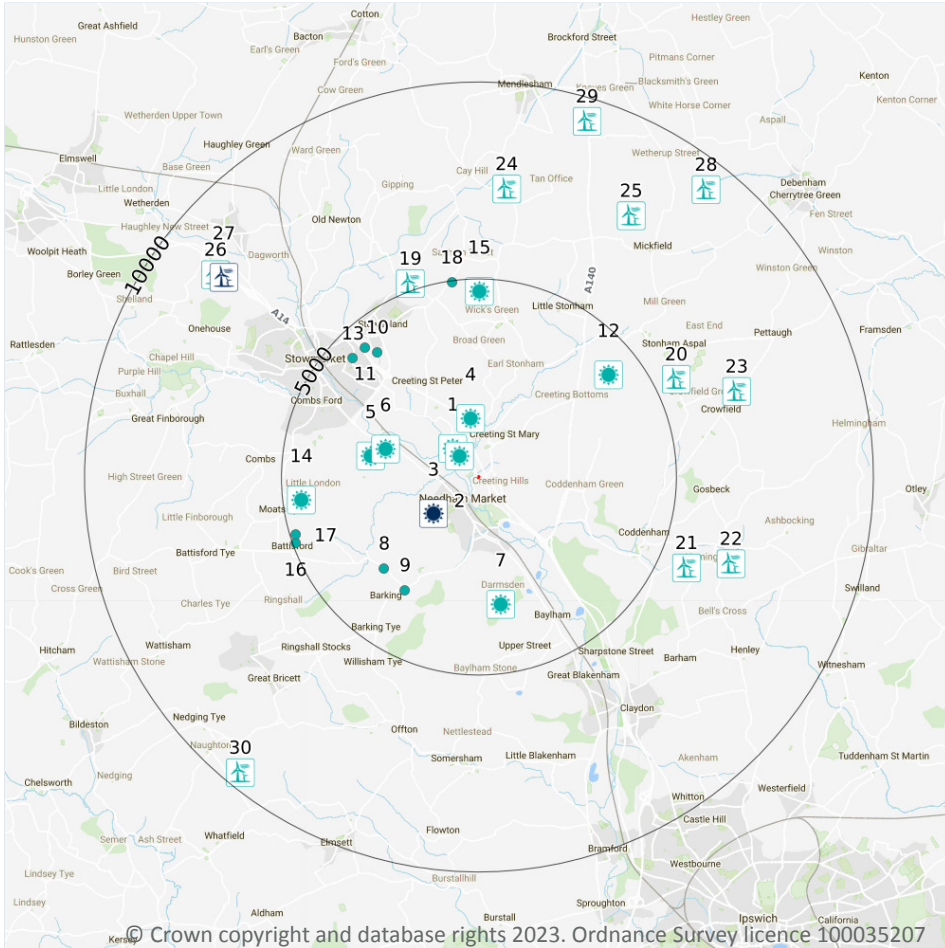 Great Ashfield
Cotton
Hestley Green
Hunston Green
Bacton
Brockford Street
Earl's Green
Ford's Green
Pitmans Corner
Kenton
Cow Green
Mendlesham
Blacksmith's Green
29
White Horse Corner
Kenton Corner
Wetherden Upper Town
Aspall
Haughley Green
Ward Green
Elmswell
Base Green
24
Cay Hill
Tan Office
Wetherup Street
28
Little London
Gipping
25
Debenham
Cherrytree Green
Wetherden
Haughley New Street
Old Newton
Fen Street
27
Woolpit Heath
26
Dagworth
15
Mickfield
Winston
10000
Borley Green
19
18
A140
Winston Green
Shelland
Little Stonham
Mill Green
Wick's Green
A14
Onehouse
13
10
12
East End
Pettaugh
Framsden
Rattlesden
Broad Green
Stonham Aspal
Chapel Hill
5000
Earl Stonham
20
Purple Hill
11
Creeting St Peter
4
23
Buxhall
Combs Ford
Creeting Bottoms
Crowfield
Great Finborough
5
6
1
Helmingham
Creeting St Mary
Combs
14
3
High Street Green
Little London
Creeting Hills
Coddenham Green
Gosbeck
Otley
Needham Market
2
Little Finborough
Ashbocking
17
Coddenham
21
22
Battisford Tye
Battisford
8
7
Gibraltar
Cook's Green
Bird Street
16
9
Cross Green
Darmsden
Swilland
Ringshall
Barking
Charles Tye
Bell's Cross
Baylham
Barking Tye
Hitcham
Wattisham
Ringshall Stocks
Upper Street
Sharpstone Street
Henley
Wattisham Stone
Willisham Tye
Baylham Stone
Barham
Witnesham
Great Bricett
Great Blakenham
Claydon
Bildeston
Nedging Tye
Offton
Nettlestead
30
Somersham
Little Blakenham
Akenham
Tuddenham St Martin
Chelsworth
Nedging
Westerfield
Whitton
Castle Hill
Semer
Ash Street
Whatfield
Flowton
Elmsett
Bramford
Westbourne
Lindsey Tye
Burstallhill
Lindsey
Sproughton
Aldham
Burstall
Ipswich
California
© Crown copyright and database rights 2023. Ordnance Survey licence 100035207